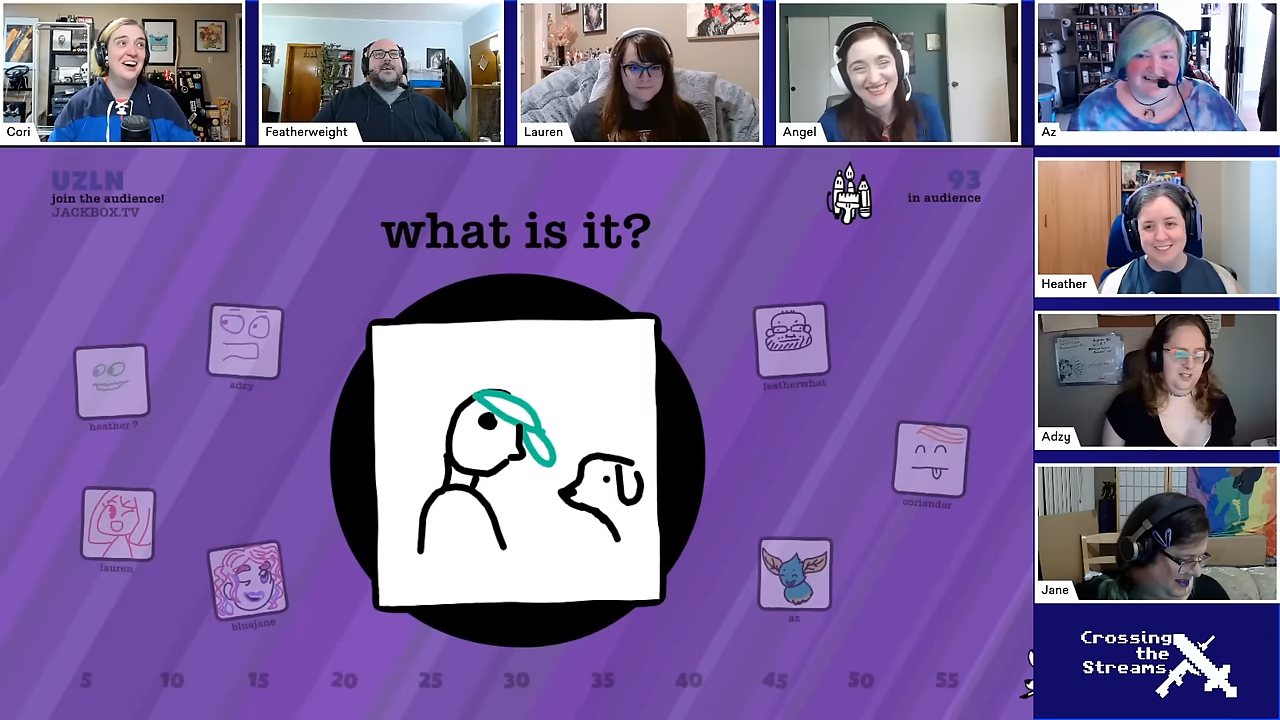 Cori
Featherweight
Lauren
Angel
Az
UZLN
join the audience!
JACKBOX.TV
93
in audience
what is it?
Heather
adzy
heather ?
featherwhat
Adzy
coriander
lauren
bluejane
az
Jane
5 10 15 20 25 30 35 40 45 50 55
Crossing
the
Streams